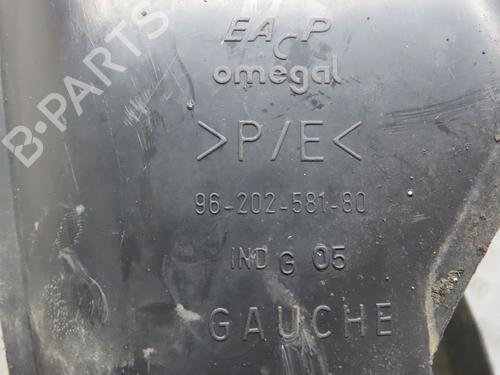 EACP
omegal
>P/E<
96-202-581-80
IND G 05
GAUCHE
B-PARTS